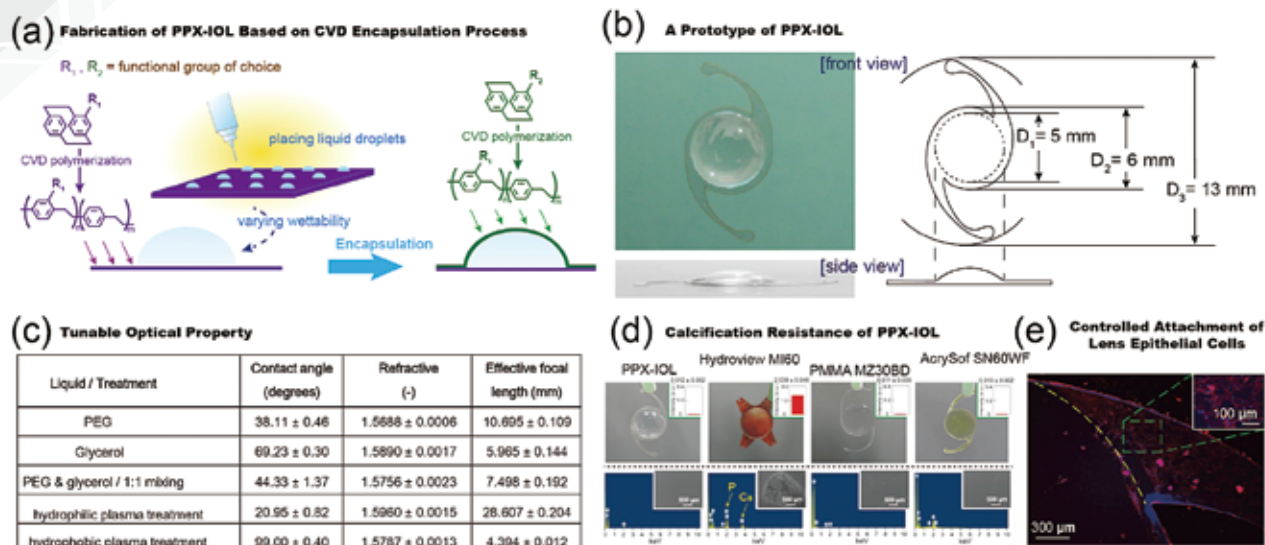 (a) Fabrication of PPX-IOL Based on CVD Encapsulation Process
R₁ , R₂ = functional group of choice
R₁
R₂
placing liquid droplets
CVD polymerization
CVD polymerization
R₁
R₂
varying wettability
Encapsulation
(b) A Prototype of PPX-IOL
[front view]
D₁= 5 mm
D₂= 6 mm
D₃= 13 mm
[side view]
(c) Tunable Optical Property
Liquid / Treatment Contact angle (degrees) Refractive (-) Effective focal length (mm)
PEG 38.11 ± 0.46 1.5688 ± 0.0006 10.695 ± 0.109
Glycerol 69.23 ± 0.30 1.5890 ± 0.0017 5.965 ± 0.144
PEG & glycerol / 1:1 mixing 44.33 ± 1.37 1.5756 ± 0.0023 7.498 ± 0.192
hydrophilic plasma treatment 20.95 ± 0.82 1.5960 ± 0.0015 28.607 ± 0.204
hydrophobic plasma treatment 99.00 ± 0.40 1.5787 ± 0.0013 4.394 ± 0.012
(d) Calcification Resistance of PPX-IOL
PPX-IOL
Hydroview MI60
PMMA MZ30BD
AcrySof SN60WF
P
Ca
keV
keV
keV
keV
(e) Controlled Attachment of
Lens Epithelial Cells
100 µm
300 µm